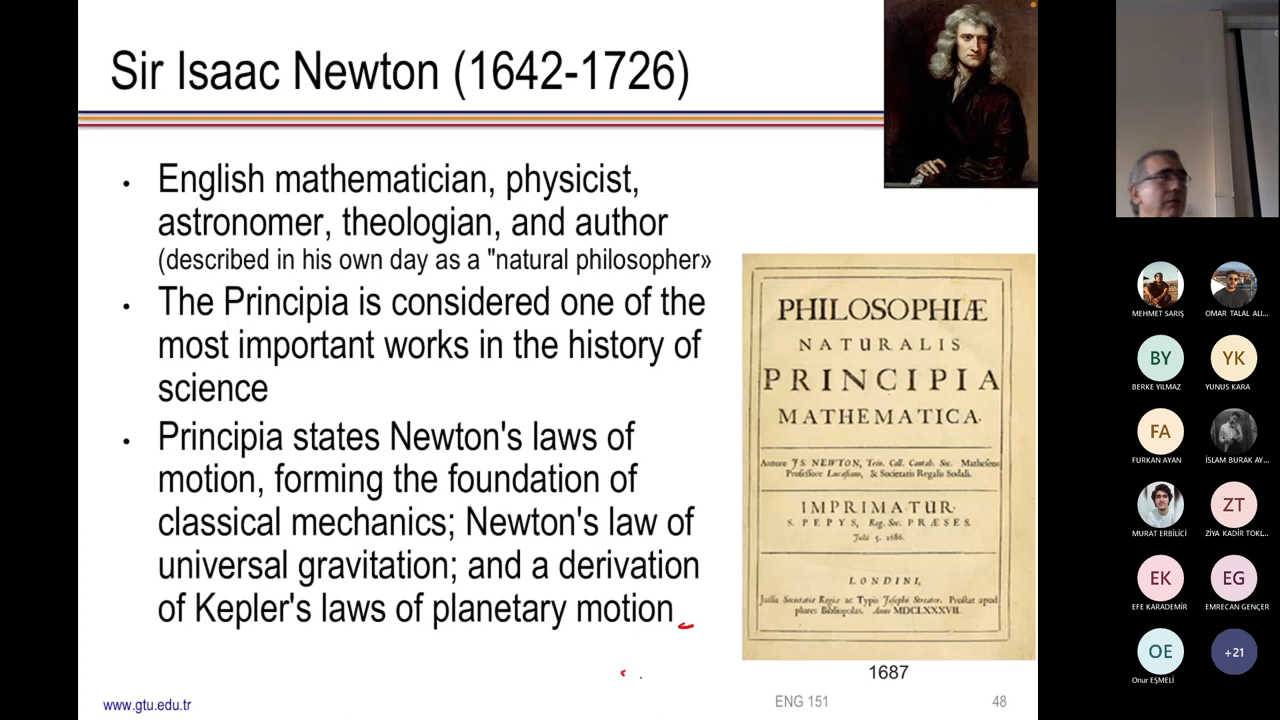 Sir Isaac Newton (1642-1726)
• English mathematician, physicist,
astronomer, theologian, and author
(described in his own day as a "natural philosopher»
• The Principia is considered one of the
most important works in the history of
science
• Principia states Newton's laws of
motion, forming the foundation of
classical mechanics; Newton's law of
universal gravitation; and a derivation
of Kepler's laws of planetary motion
PHILOSOPHIÆ
NATURALIS
PRINCIPIA
MATHEMATICA.
Autore JS. NEWTON, Trin. Coll. Cantab. Soc. Matheseos
Professore Lucasiano, & Societatis Regalis Sodali.
IMPRIMATUR.
S. PEPYS, Reg. Soc. PRÆSES.
Julii 5. 1686.
LONDINI,
Jussu Societatis Regiæ ac Typis Josephi Streater. Prostat apud
plures Bibliopolas. Anno MDCLXXXVII.
1687
www.gtu.edu.tr
ENG 151
48
MEHMET SARIŞ
OMAR TALAL ALI...
BY
YK
BERKE YILMAZ
YUNUS KARA
FA
FURKAN AYAN
İSLAM BURAK AY...
ZT
MURAT ERBİLİCİ
ZİYA KADİR TOKL...
EK
EG
EFE KARADEMİR
EMRECAN GENÇER
OE
+21
Onur EŞMELİ